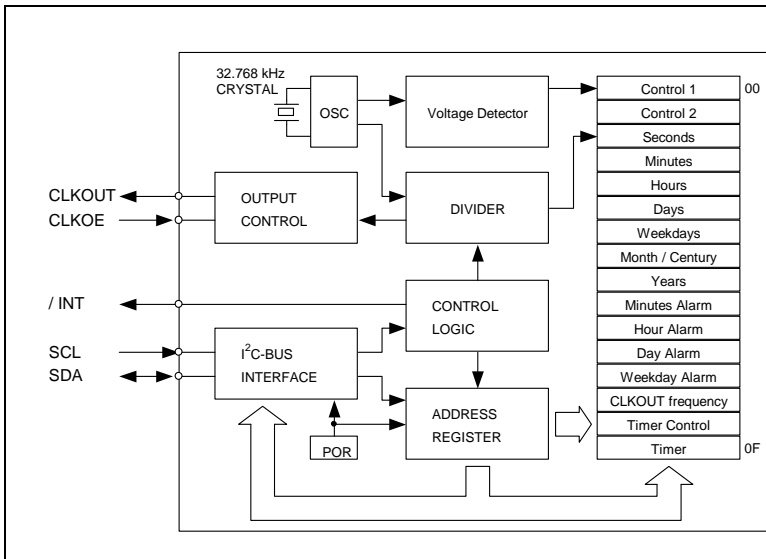 32.768 kHz
CRYSTAL
OSC
Voltage Detector
CLKOUT
CLKOE
OUTPUT
CONTROL
DIVIDER
/ INT
CONTROL
LOGIC
SCL
SDA
I²C-BUS
INTERFACE
ADDRESS
REGISTER
POR
Control 1 00
Control 2
Seconds
Minutes
Hours
Days
Weekdays
Month / Century
Years
Minutes Alarm
Hour Alarm
Day Alarm
Weekday Alarm
CLKOUT frequency
Timer Control
Timer 0F